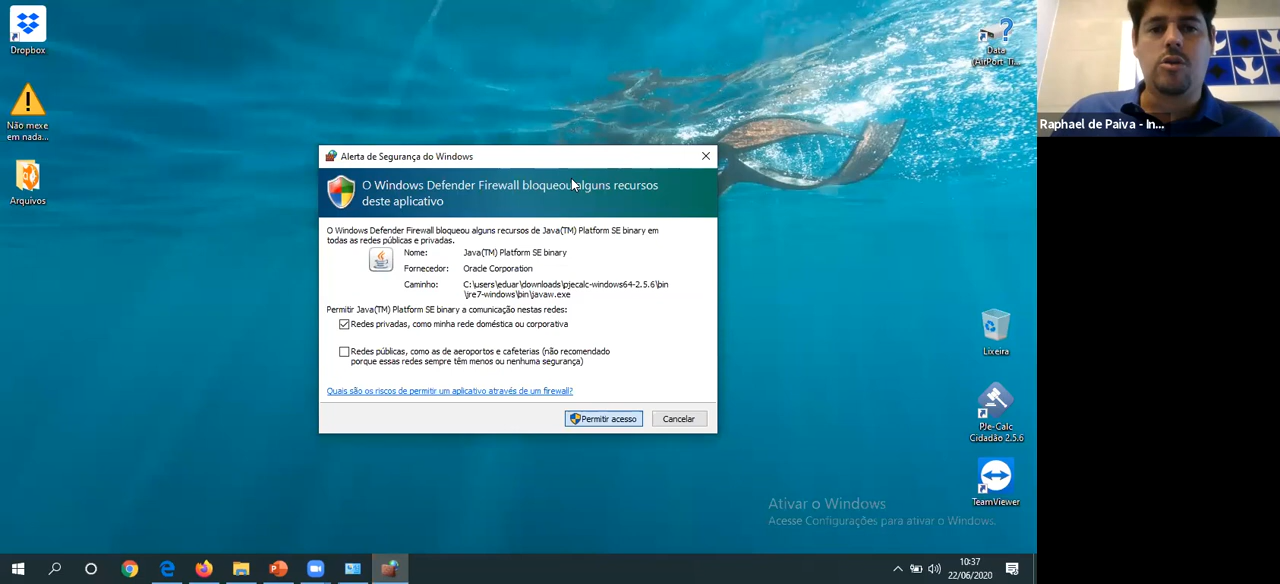 Dropbox
Não mexe
em nada...
Arquivos
Data
(AirPort Ti...
Raphael de Paiva - In...
Alerta de Segurança do Windows
O Windows Defender Firewall bloqueou alguns recursos
deste aplicativo
O Windows Defender Firewall bloqueou alguns recursos de Java(TM) Platform SE binary em
todas as redes públicas e privadas.
Nome: Java(TM) Platform SE binary
Fornecedor: Oracle Corporation
Caminho: C:\users\eduar\downloads\pjecalc-windows64-2.5.6\bin
\jre7-windows\bin\javaw.exe
Permitir Java(TM) Platform SE binary a comunicação nestas redes:
Redes privadas, como minha rede doméstica ou corporativa
Redes públicas, como as de aeroportos e cafeterias (não recomendado
porque essas redes sempre têm menos ou nenhuma segurança)
Quais são os riscos de permitir um aplicativo através de um firewall?
Permitir acesso
Cancelar
Lixeira
PJe-Calc
Cidadão 2.5.6
TeamViewer
Ativar o Windows
Acesse Configurações para ativar o Windows.
10:37
22/06/2020